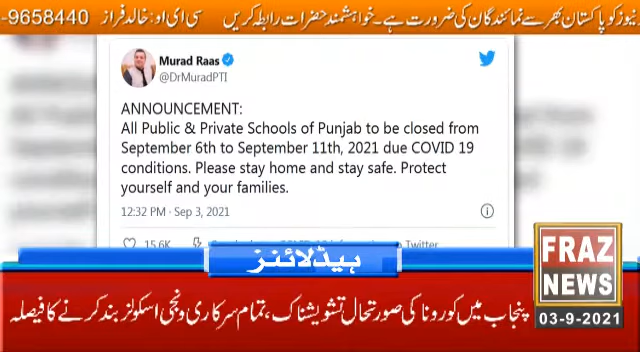 نیوز کو پاکستان بھر سے نمائندگان کی ضرورت ہے۔ خواہشمند حضرات رابطہ کریں سی ای او: خالد فراز 9658440-
Murad Raas
@DrMuradPTI
ANNOUNCEMENT:
All Public & Private Schools of Punjab to be closed from
September 6th to September 11th, 2021 due COVID 19
conditions. Please stay home and stay safe. Protect
yourself and your families.
12:32 PM · Sep 3, 2021
15.6K
Twitter
ہیڈلائنز
FRAZ
NEWS
03-9-2021
پنجاب میں کورونا کی صورتحال تشویشناک، تمام سرکاری ونجی اسکولز بند کرنے کا فیصلہ